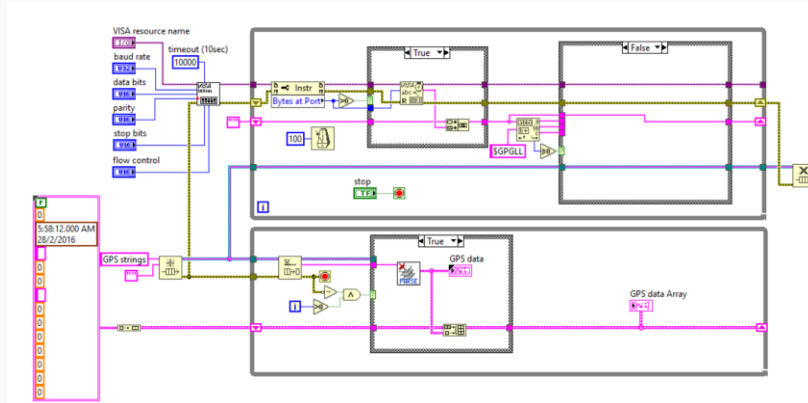 VISA resource name
timeout (10sec)
10000
baud rate
data bits
parity
stop bits
flow control
Instr
Bytes at Port
True
False
100
$GPGLL
stop
TF
i
5:58:12.000 AM
28/2/2016
GPS strings
True
PARSE
GPS data
GPS data Array
i